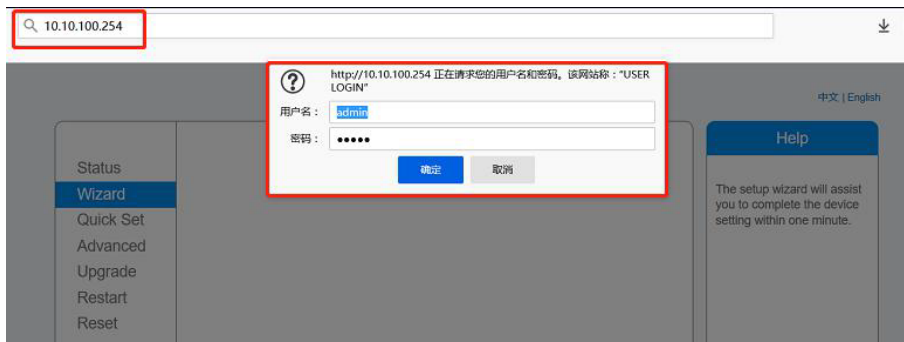 10.10.100.254
http://10.10.100.254 正在请求您的用户名和密码。该网站称："USER
LOGIN"
用户名： admin
密码： •••••
确定 取消
中文 | English
Status
Wizard
Quick Set
Advanced
Upgrade
Restart
Reset
Help
The setup wizard will assist
you to complete the device
setting within one minute.